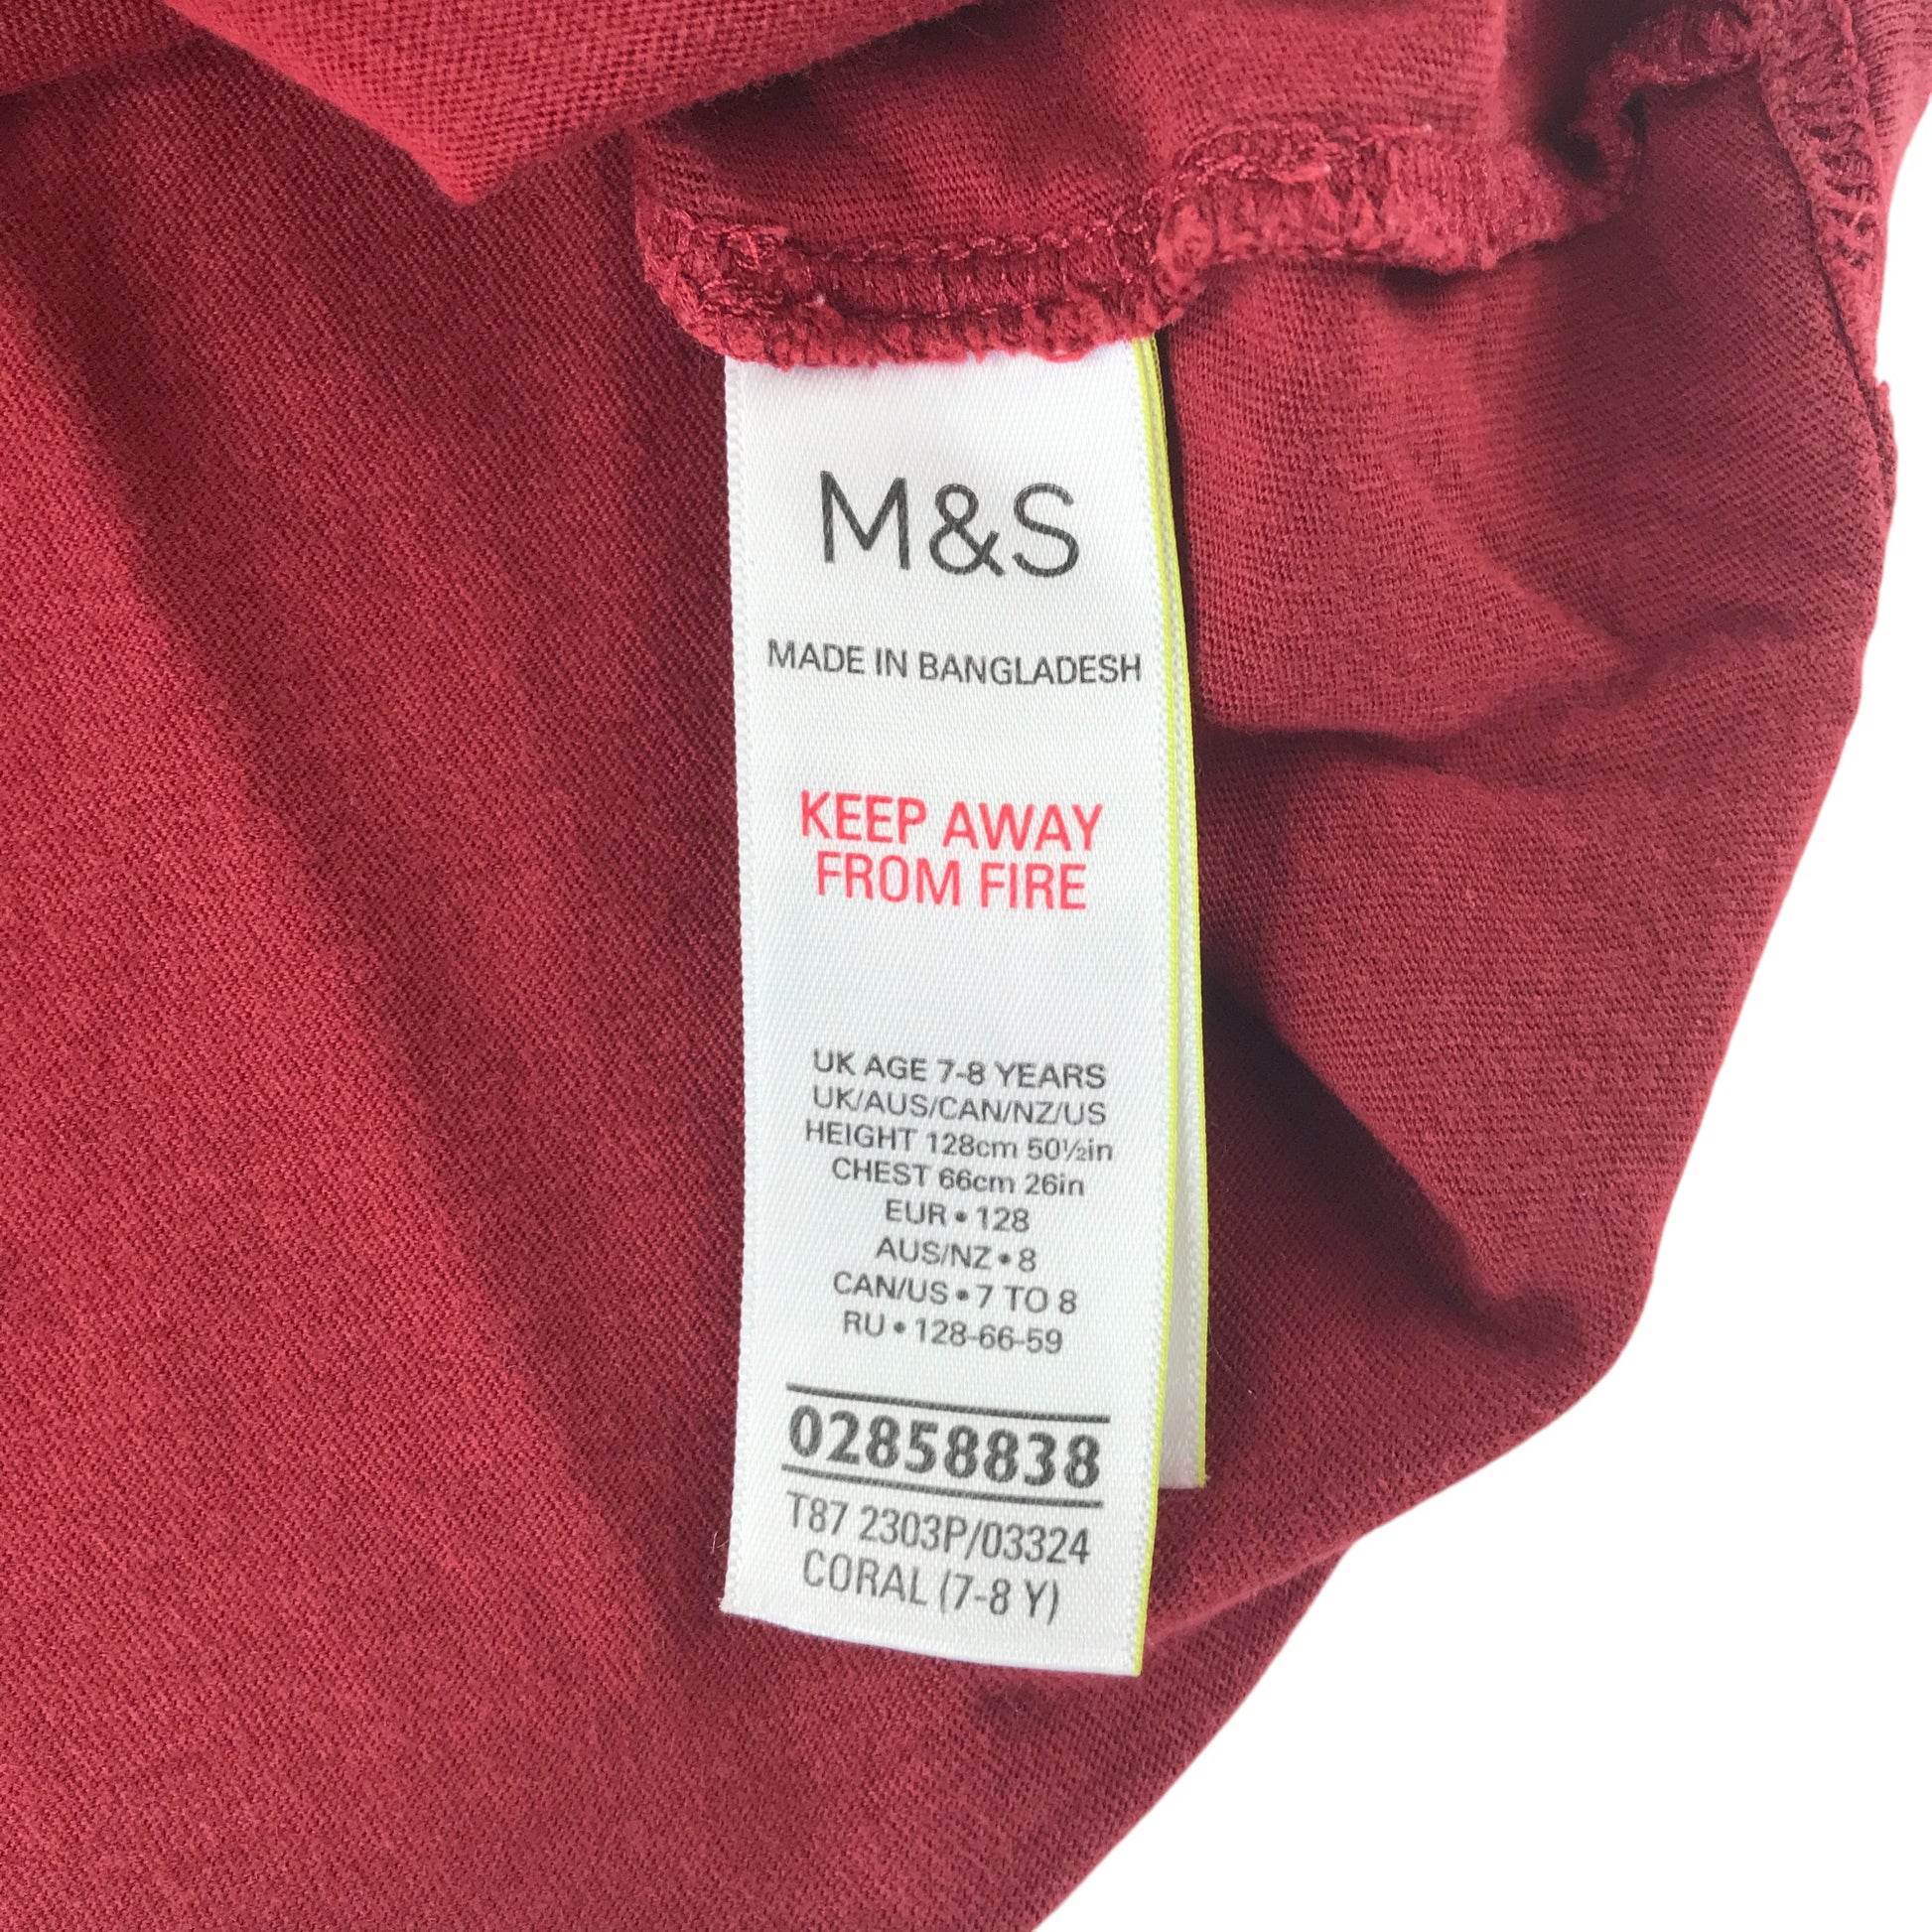 M&S
MADE IN BANGLADESH
KEEP AWAY
FROM FIRE
UK AGE 7-8 YEARS
UK/AUS/CAN/NZ/US
HEIGHT 128cm 50½in
CHEST 66cm 26in
EUR • 128
AUS/NZ • 8
CAN/US • 7 TO 8
RU • 128-66-59
02858838
T87 2303P/03324
CORAL (7-8 Y)